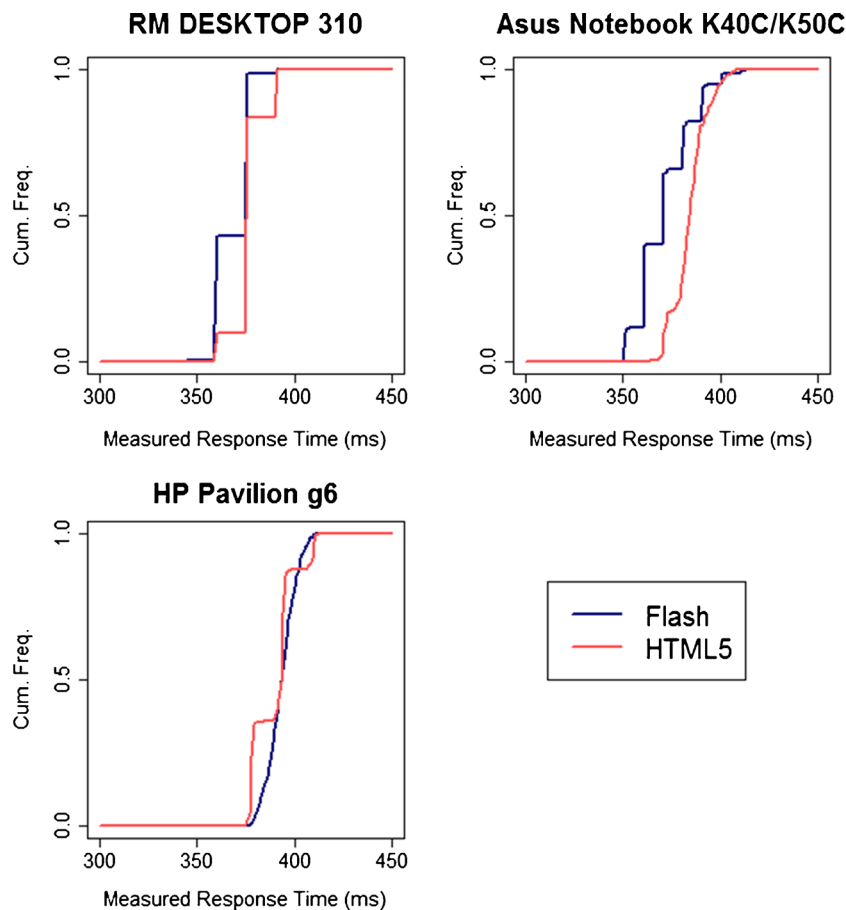 RM DESKTOP 310
Cum. Freq.
0.0 0.5 1.0
300 350 400 450
Measured Response Time (ms)
Asus Notebook K40C/K50C
Cum. Freq.
0.0 0.5 1.0
300 350 400 450
Measured Response Time (ms)
HP Pavilion g6
Cum. Freq.
0.0 0.5 1.0
300 350 400 450
Measured Response Time (ms)
Flash
HTML5